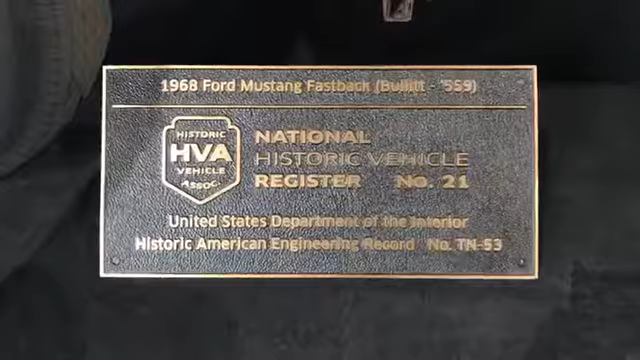 1968 Ford Mustang Fastback (Bullitt - '559)
HISTORIC
HVA
VEHICLE
ASSOC.
NATIONAL
HISTORIC VEHICLE
REGISTER No. 21
United States Department of the Interior
Historic American Engineering Record No. TN-53